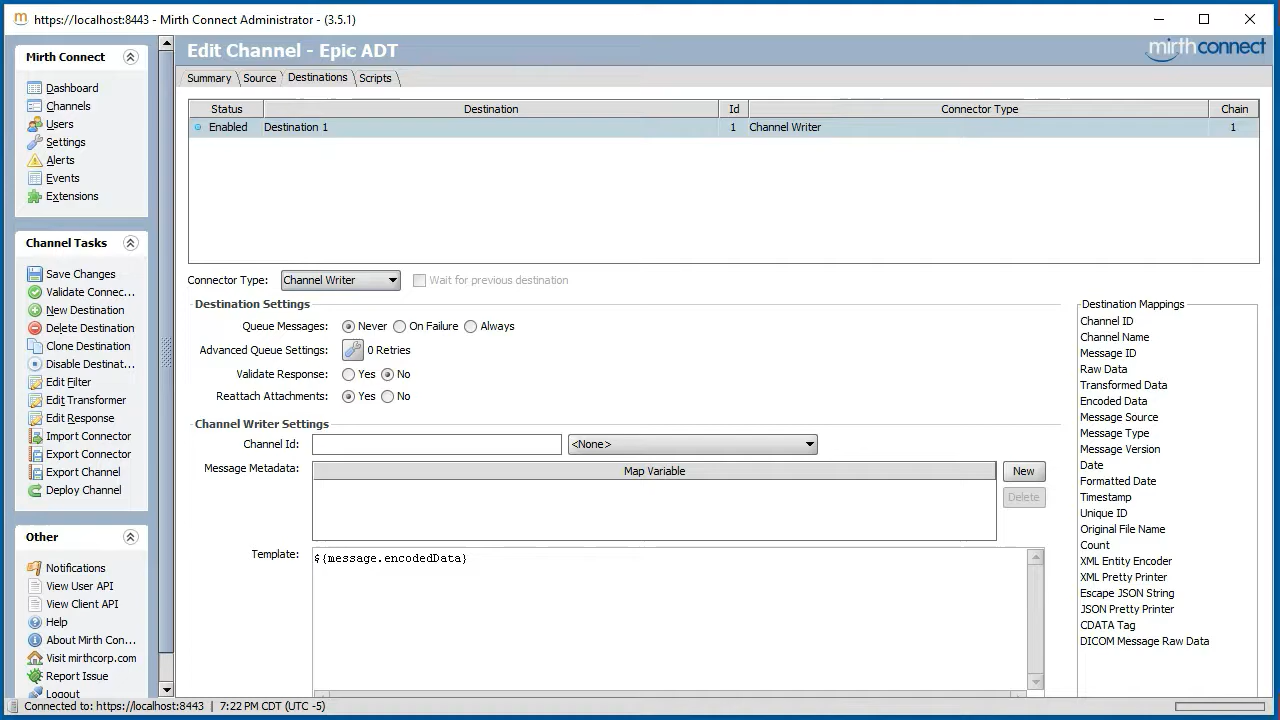 https://localhost:8443 - Mirth Connect Administrator - (3.5.1)
Mirth Connect
Dashboard
Channels
Users
Settings
Alerts
Events
Extensions
Channel Tasks
Save Changes
Validate Connec...
New Destination
Delete Destination
Clone Destination
Disable Destinat...
Edit Filter
Edit Transformer
Edit Response
Import Connector
Export Connector
Export Channel
Deploy Channel
Other
Notifications
View User API
View Client API
Help
About Mirth Con...
Visit mirthcorp.com
Report Issue
Logout
Edit Channel - Epic ADT
mirthconnect
Summary Source Destinations Scripts
Status Destination Id Connector Type Chain
Enabled Destination 1 1 Channel Writer 1
Connector Type: Channel Writer Wait for previous destination
Destination Settings
Queue Messages: Never On Failure Always
Advanced Queue Settings: 0 Retries
Validate Response: Yes No
Reattach Attachments: Yes No
Channel Writer Settings
Channel Id: <None>
Message Metadata: Map Variable New
Delete
Template: ${message.encodedData}
Destination Mappings
Channel ID
Channel Name
Message ID
Raw Data
Transformed Data
Encoded Data
Message Source
Message Type
Message Version
Date
Formatted Date
Timestamp
Unique ID
Original File Name
Count
XML Entity Encoder
XML Pretty Printer
Escape JSON String
JSON Pretty Printer
CDATA Tag
DICOM Message Raw Data
Connected to: https://localhost:8443 | 7:22 PM CDT (UTC -5)